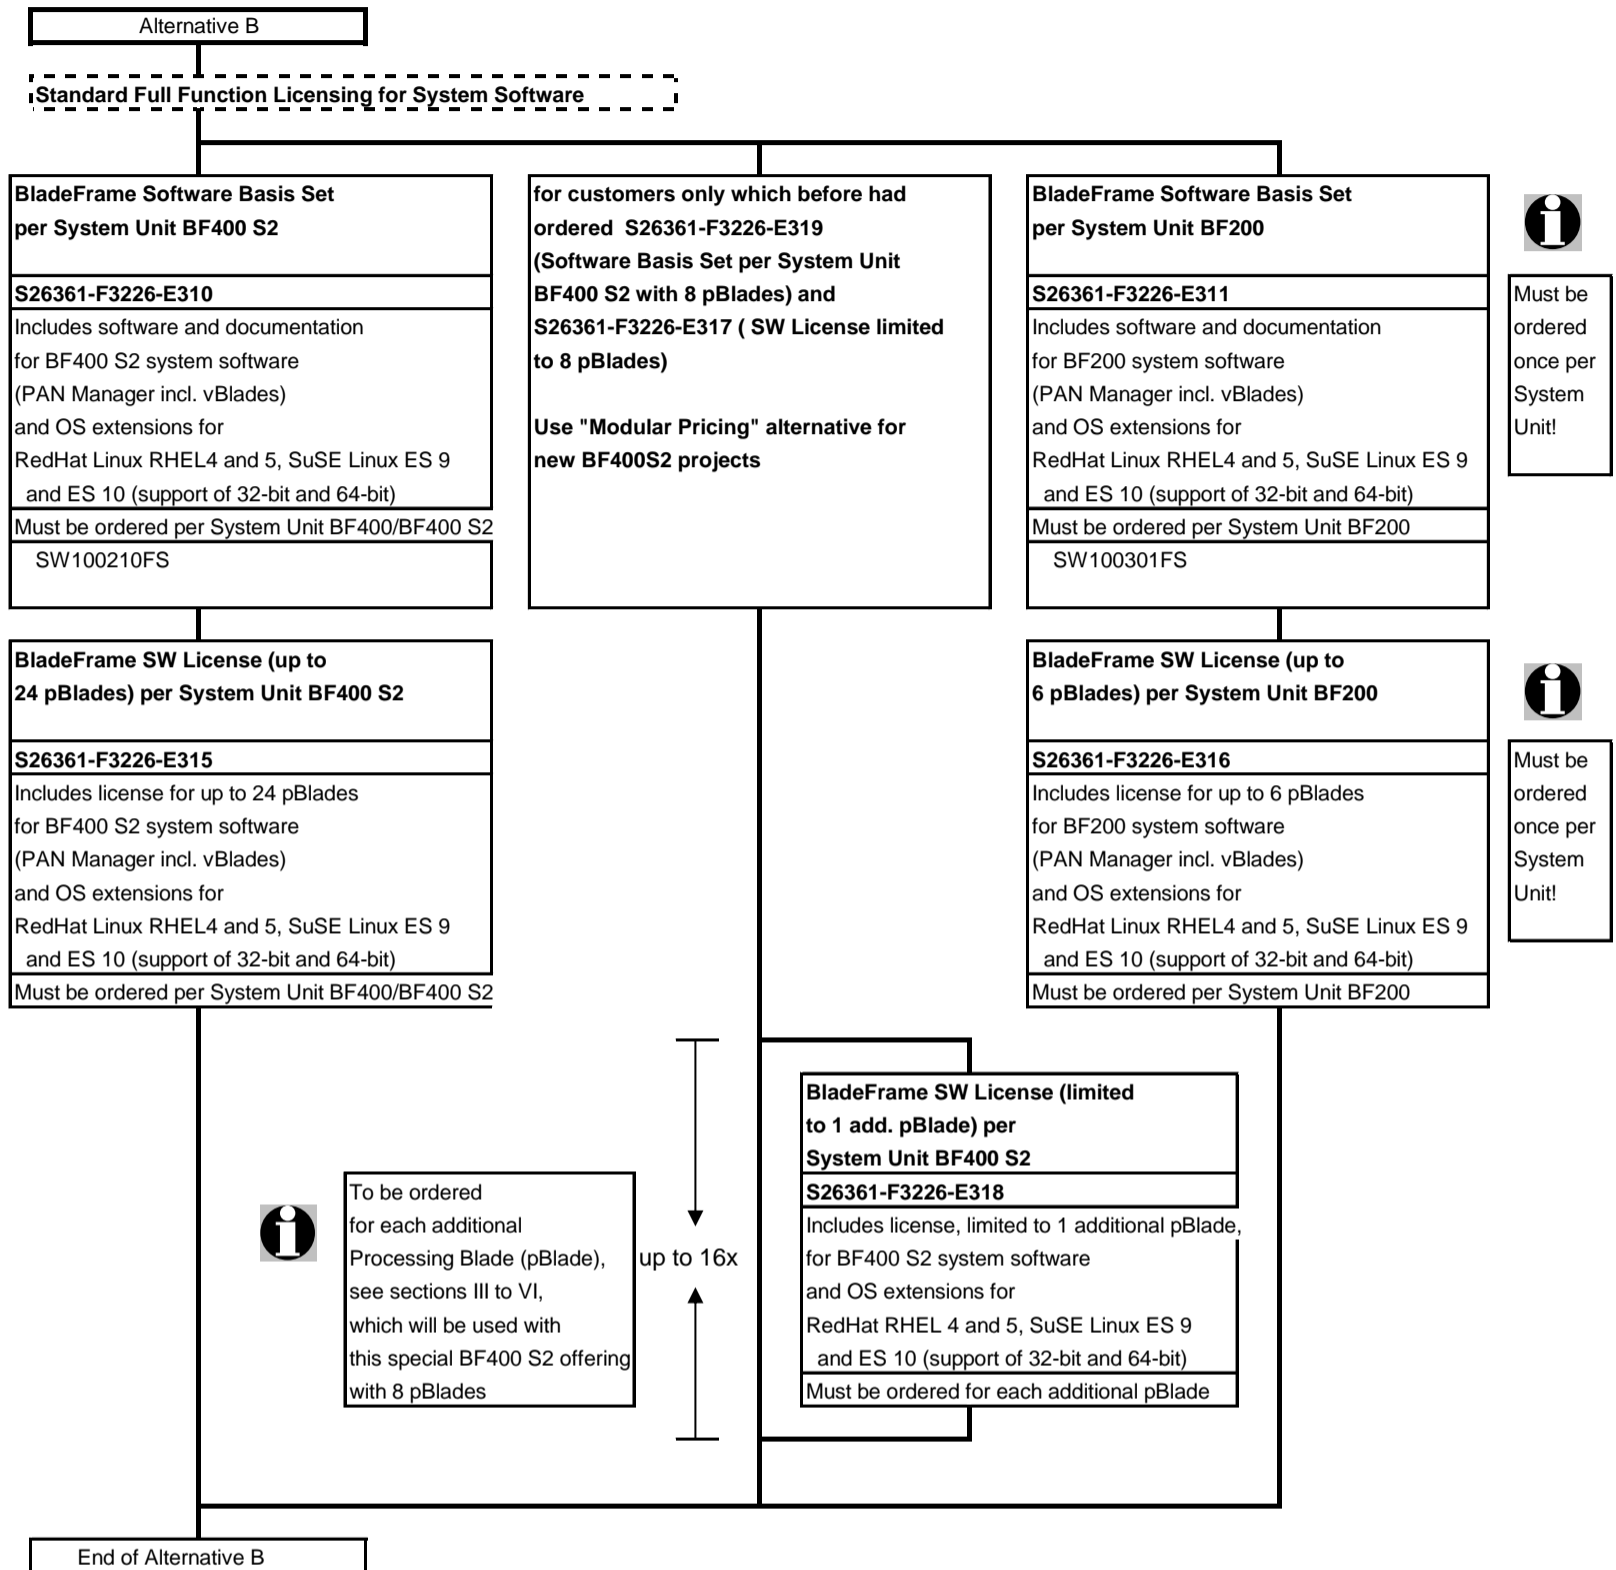 Alternative B
Standard Full Function Licensing for System Software
BladeFrame Software Basis Set
per System Unit BF400 S2
S26361-F3226-E310
Includes software and documentation
for BF400 S2 system software
(PAN Manager incl. vBlades)
and OS extensions for
RedHat Linux RHEL4 and 5, SuSE Linux ES 9
and ES 10 (support of 32-bit and 64-bit)
Must be ordered per System Unit BF400/BF400 S2
SW100210FS
for customers only which before had
ordered S26361-F3226-E319
(Software Basis Set per System Unit
BF400 S2 with 8 pBlades) and
S26361-F3226-E317 ( SW License limited
to 8 pBlades)
Use "Modular Pricing" alternative for
new BF400S2 projects
BladeFrame Software Basis Set
per System Unit BF200
S26361-F3226-E311
Includes software and documentation
for BF200 system software
(PAN Manager incl. vBlades)
and OS extensions for
RedHat Linux RHEL4 and 5, SuSE Linux ES 9
and ES 10 (support of 32-bit and 64-bit)
Must be ordered per System Unit BF200
SW100301FS
Must be
ordered
once per
System
Unit!
BladeFrame SW License (up to
24 pBlades) per System Unit BF400 S2
S26361-F3226-E315
Includes license for up to 24 pBlades
for BF400 S2 system software
(PAN Manager incl. vBlades)
and OS extensions for
RedHat Linux RHEL4 and 5, SuSE Linux ES 9
and ES 10 (support of 32-bit and 64-bit)
Must be ordered per System Unit BF400/BF400 S2
BladeFrame SW License (up to
6 pBlades) per System Unit BF200
S26361-F3226-E316
Includes license for up to 6 pBlades
for BF200 system software
(PAN Manager incl. vBlades)
and OS extensions for
RedHat Linux RHEL4 and 5, SuSE Linux ES 9
and ES 10 (support of 32-bit and 64-bit)
Must be ordered per System Unit BF200
Must be
ordered
once per
System
Unit!
To be ordered
for each additional
Processing Blade (pBlade),
see sections III to VI,
which will be used with
this special BF400 S2 offering
with 8 pBlades
up to 16x
BladeFrame SW License (limited
to 1 add. pBlade) per
System Unit BF400 S2
S26361-F3226-E318
Includes license, limited to 1 additional pBlade,
for BF400 S2 system software
and OS extensions for
RedHat RHEL 4 and 5, SuSE Linux ES 9
and ES 10 (support of 32-bit and 64-bit)
Must be ordered for each additional pBlade
End of Alternative B